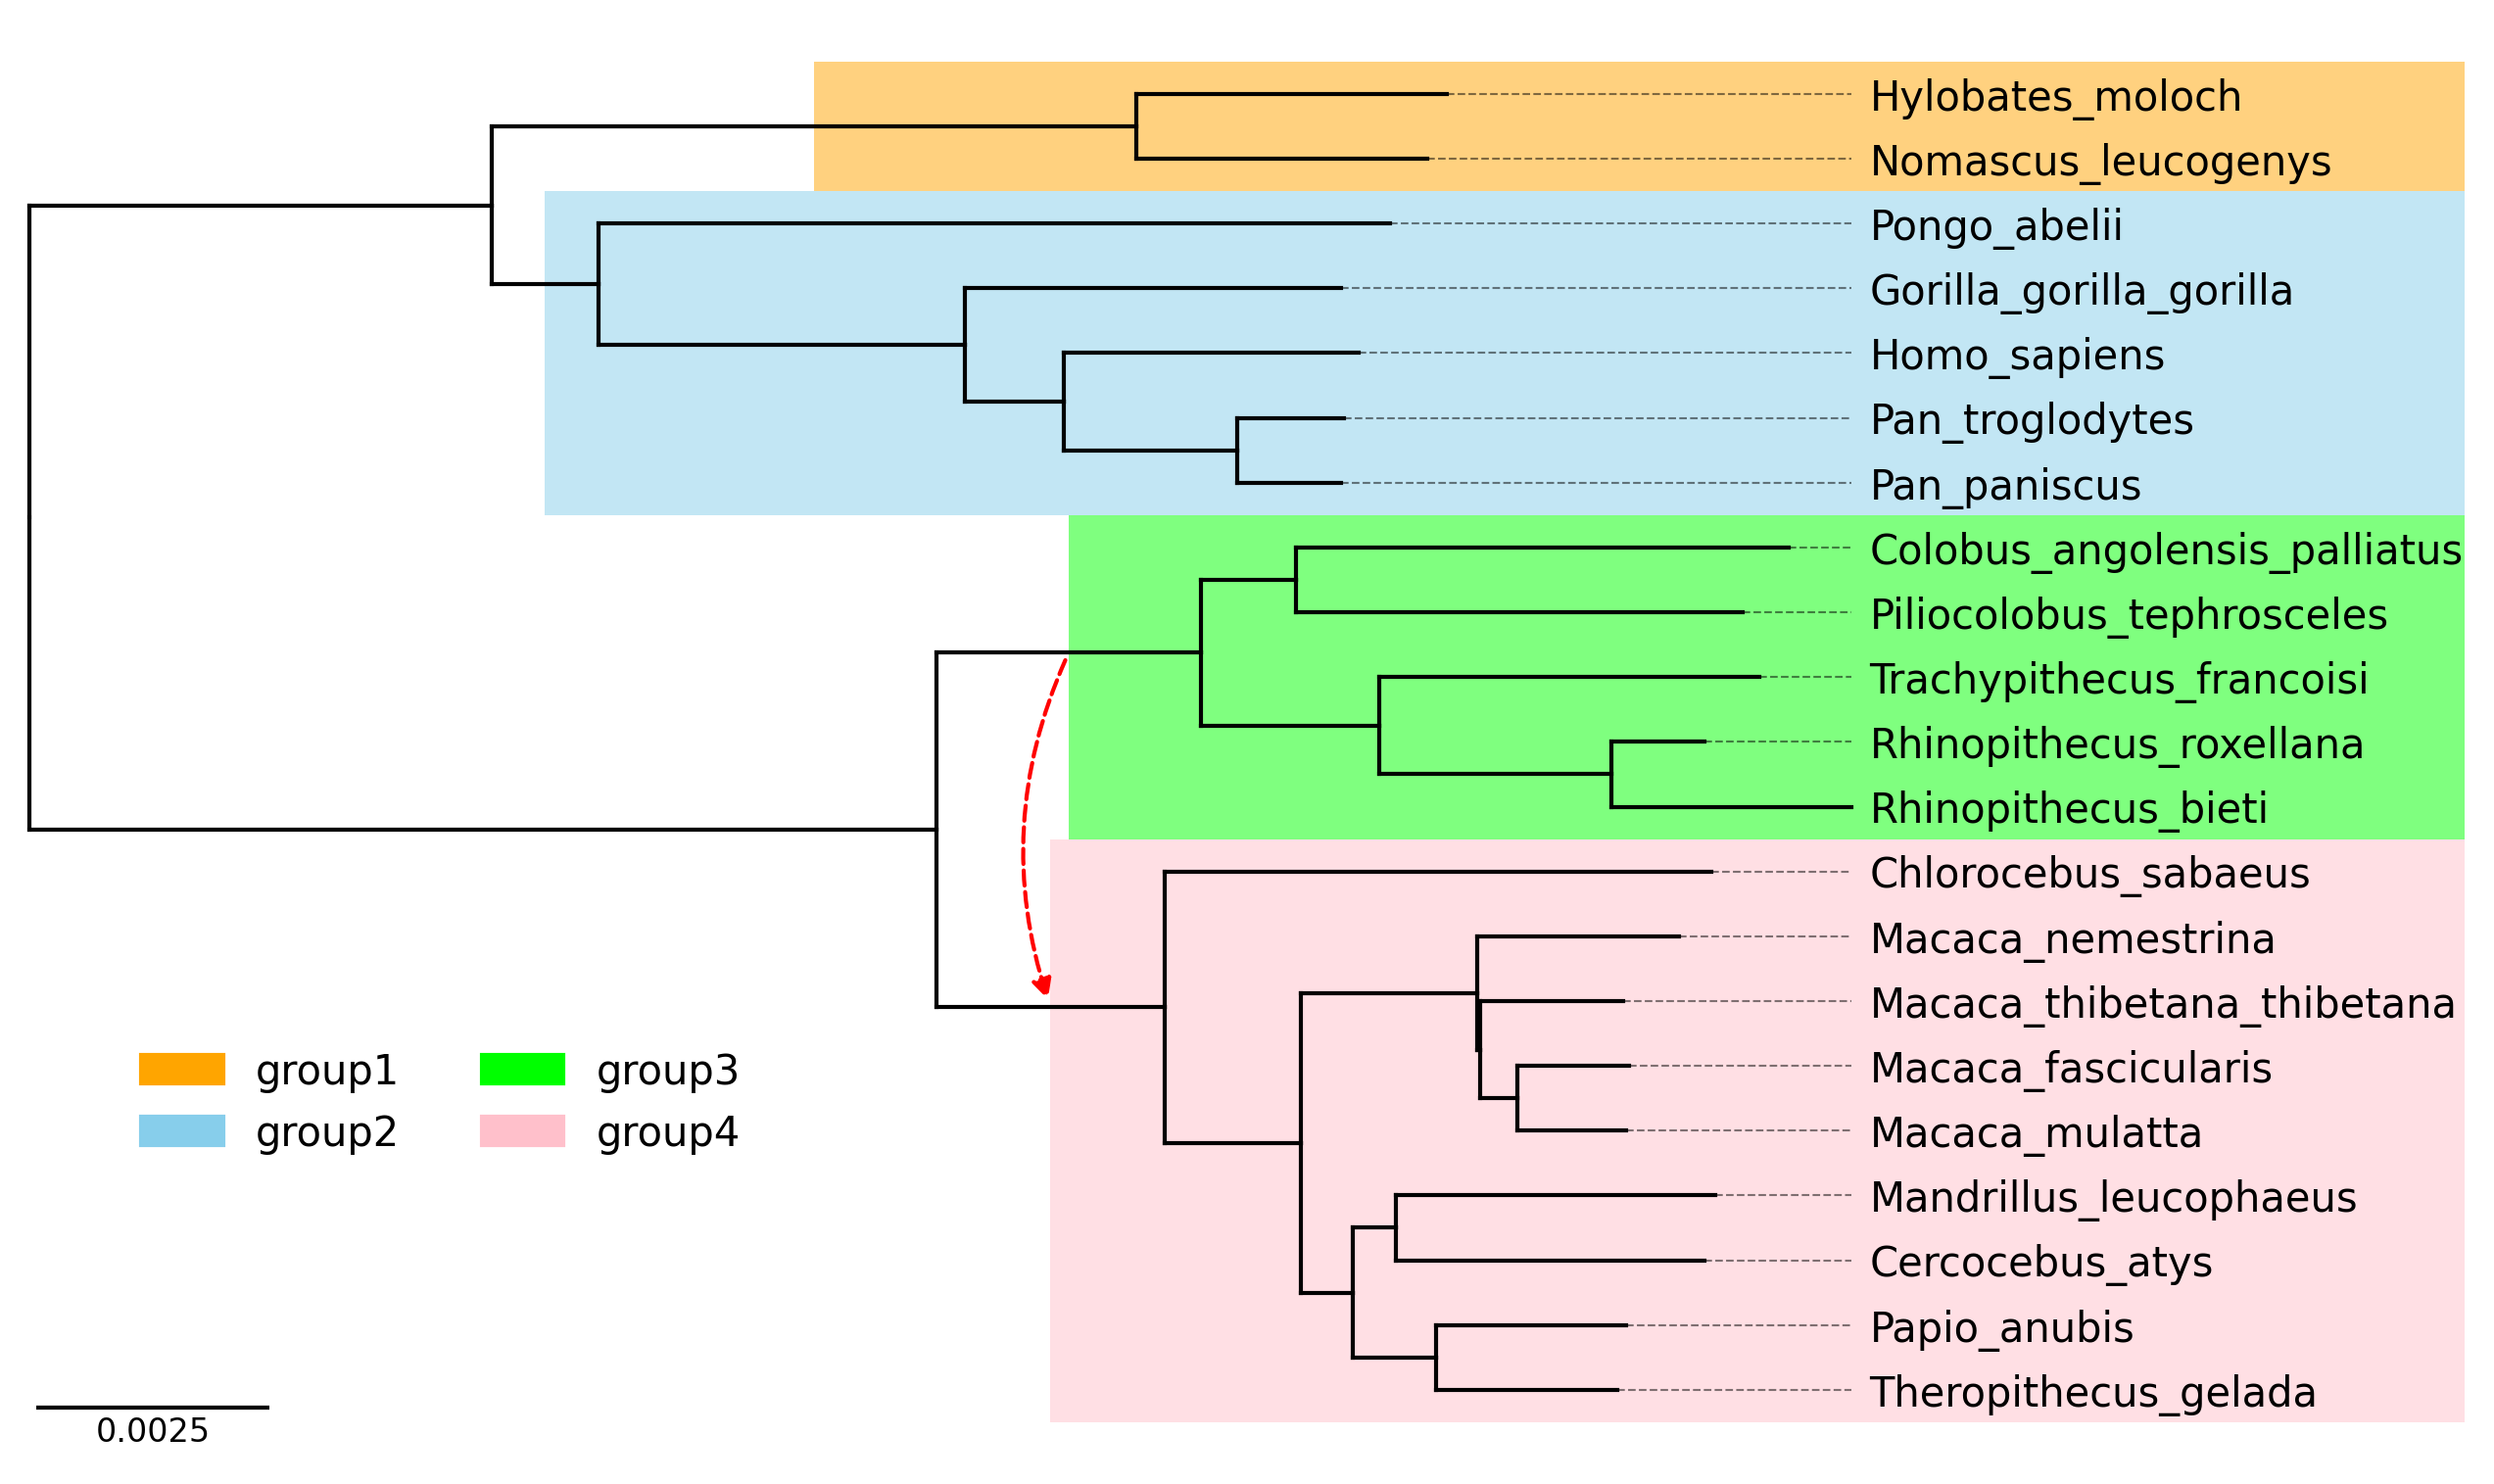 Hylobates_moloch
Nomascus_leucogenys
Pongo_abelii
Gorilla_gorilla_gorilla
Homo_sapiens
Pan_troglodytes
Pan_paniscus
Colobus_angolensis_palliatus
Piliocolobus_tephrosceles
Trachypithecus_francoisi
Rhinopithecus_roxellana
Rhinopithecus_bieti
Chlorocebus_sabaeus
Macaca_nemestrina
Macaca_thibetana_thibetana
Macaca_fascicularis
Macaca_mulatta
Mandrillus_leucophaeus
Cercocebus_atys
Papio_anubis
Theropithecus_gelada
group1
group2
group3
group4
0.0025